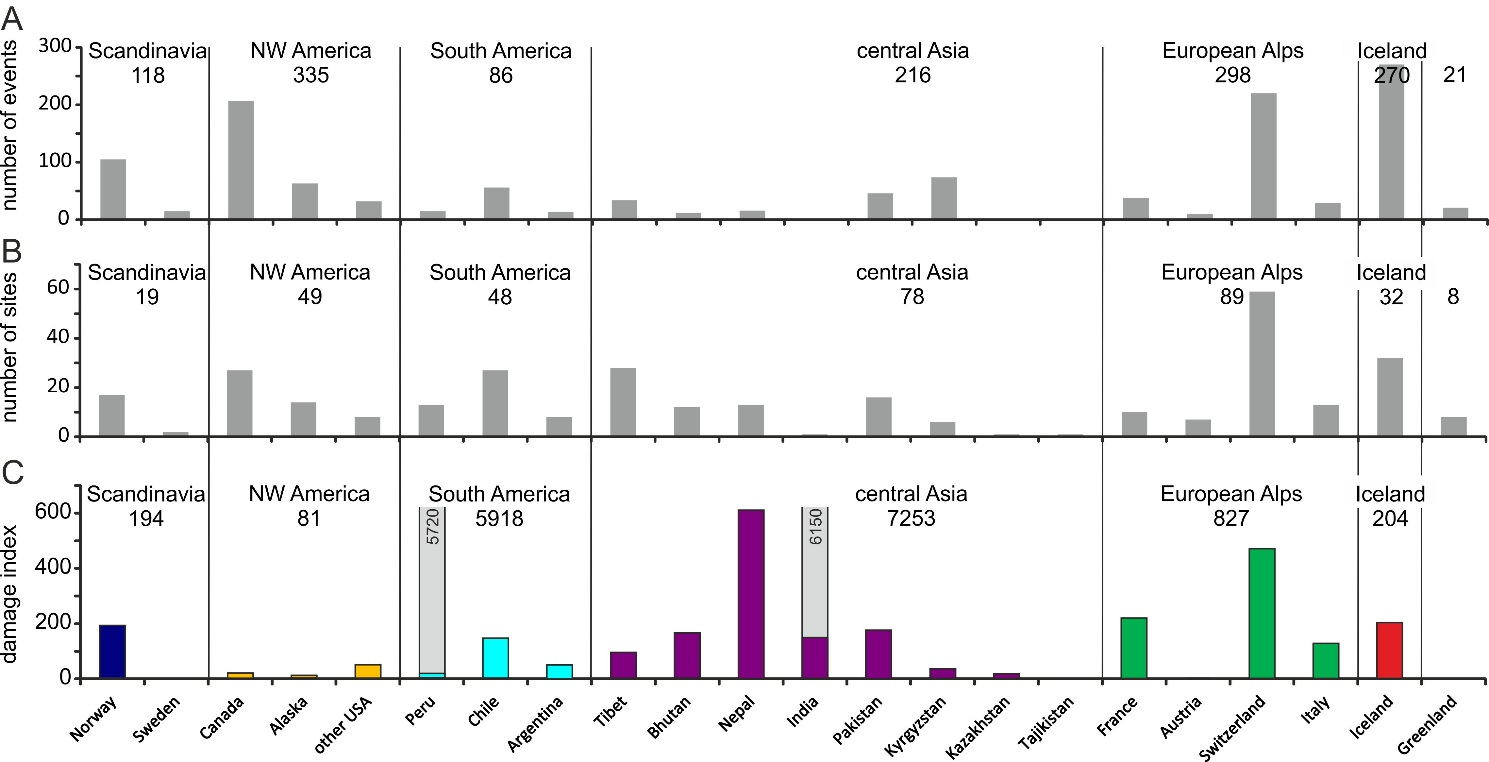 A
number of events
300
200
100
0
Scandinavia
118
NW America
335
South America
86
central Asia
216
European Alps
298
Iceland
270
21
B
number of sites
60
40
20
0
Scandinavia
19
NW America
49
South America
48
central Asia
78
European Alps
89
Iceland
32
8
C
damage index
600
400
200
0
Scandinavia
194
NW America
81
South America
5918
5720
central Asia
7253
6150
European Alps
827
Iceland
204
Norway
Sweden
Canada
Alaska
other USA
Peru
Chile
Argentina
Tibet
Bhutan
Nepal
India
Pakistan
Kyrgyzstan
Kazakhstan
Tajikistan
France
Austria
Switzerland
Italy
Iceland
Greenland